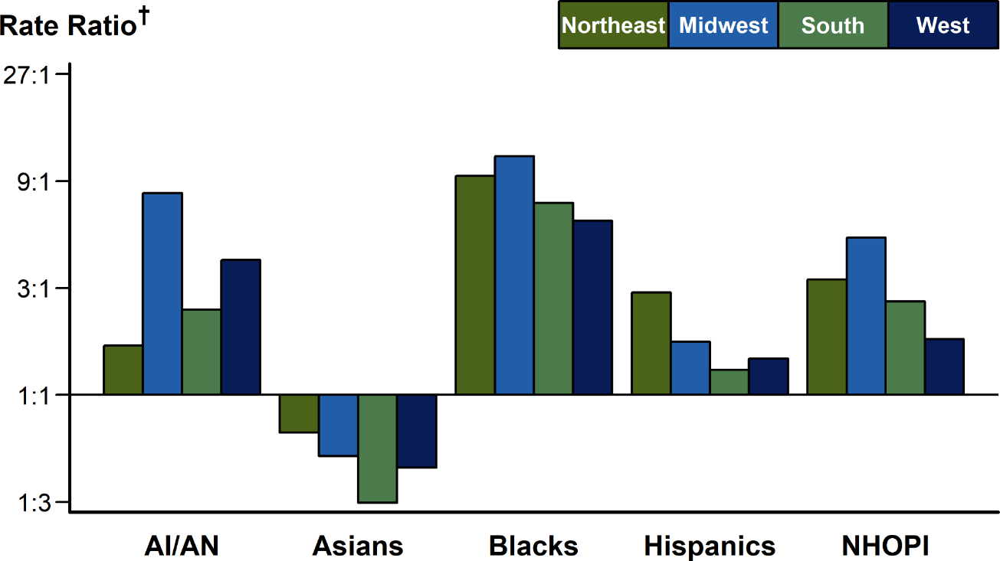 Rate Ratio†
Northeast Midwest South West
27:1
9:1
3:1
1:1
1:3
AI/AN Asians Blacks Hispanics NHOPI